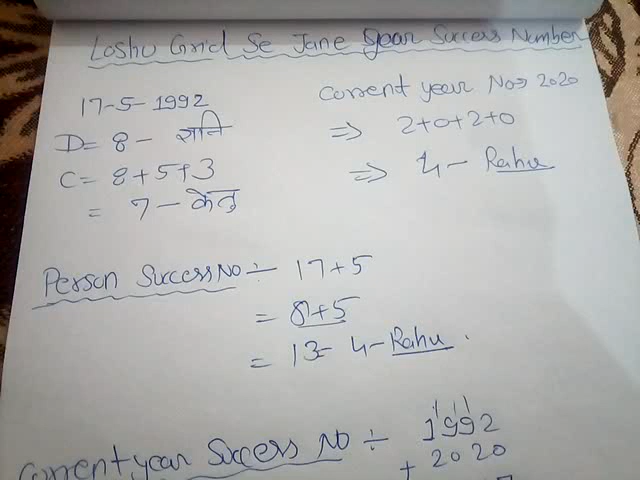 Loshu Grid Se Jane year Success Number
17-5-1992
D= 8 - शनि
C= 8+5+3
= 7 - केतु
Current year No⇒ 2020
⇒ 2+0+2+0
⇒ 4- Rahu
Person Success No ÷ 17+5
= 8+5
= 13= 4- Rahu.
Current year Success No ÷ 1992
+ 2020